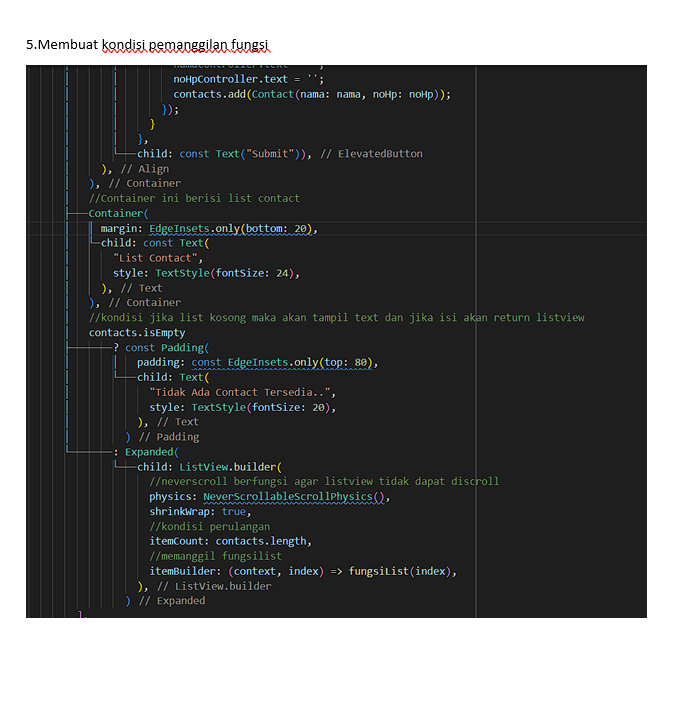 5.Membuat kondisi pemanggilan fungsi
noHpController.text = '';
contacts.add(Contact(nama: nama, noHp: noHp));
});
}
},
child: const Text("Submit")), // ElevatedButton
), // Align
), // Container
//Container ini berisi list contact
Container(
margin: EdgeInsets.only(bottom: 20),
child: const Text(
"List Contact",
style: TextStyle(fontSize: 24),
), // Text
), // Container
//kondisi jika list kosong maka akan tampil text dan jika isi akan return listview
contacts.isEmpty
? const Padding(
padding: const EdgeInsets.only(top: 80),
child: Text(
"Tidak Ada Contact Tersedia..",
style: TextStyle(fontSize: 20),
), // Text
) // Padding
: Expanded(
child: ListView.builder(
//neverscroll berfungsi agar listview tidak dapat discroll
physics: NeverScrollableScrollPhysics(),
shrinkWrap: true,
//kondisi perulangan
itemCount: contacts.length,
//memanggil fungsilist
itemBuilder: (context, index) => fungsiList(index),
), // ListView.builder
) // Expanded